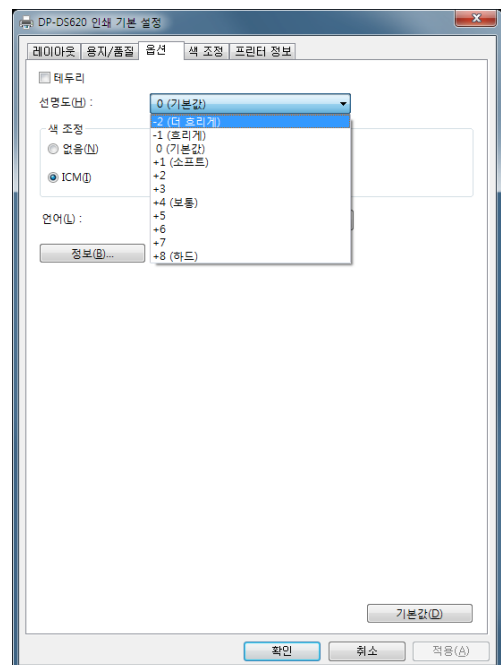 DP-DS620 인쇄 기본 설정
레이아웃 용지/품질 옵션 색 조정 프린터 정보
테두리
선명도(H) : 0 (기본값)
-2 (더 흐리게)
-1 (흐리게)
0 (기본값)
+1 (소프트)
+2
+3
+4 (보통)
+5
+6
+7
+8 (하드)
색 조정
없음(N)
ICM(I)
언어(L) :
정보(B)...
기본값(D)
확인 취소 적용(A)